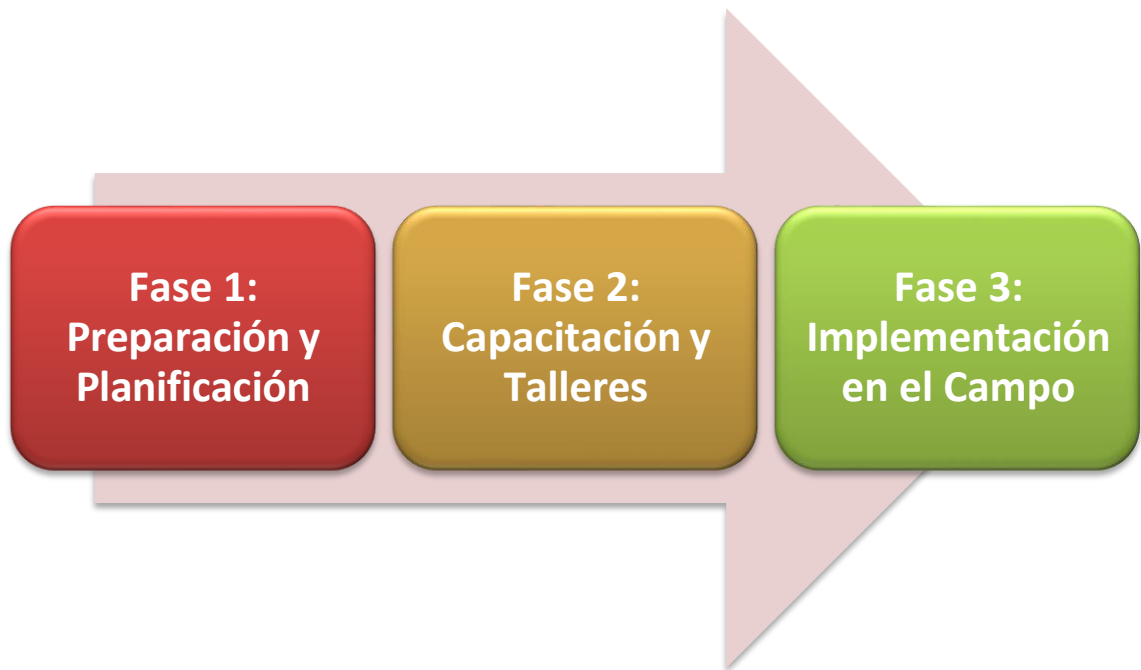 Fase 1:
Preparación y
Planificación
Fase 2:
Capacitación y
Talleres
Fase 3:
Implementación
en el Campo